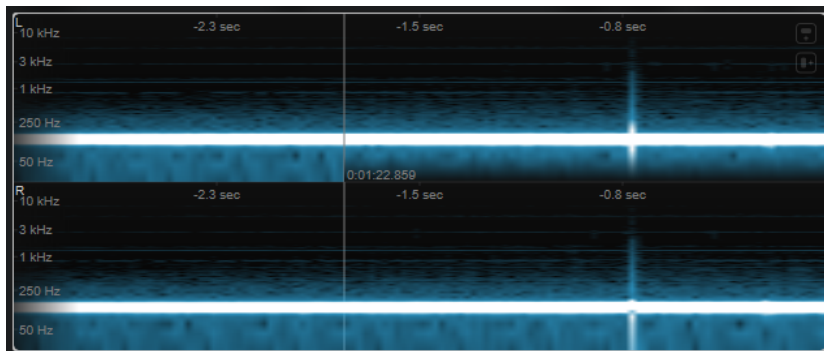 L
-2.3 sec -1.5 sec -0.8 sec
10 kHz
3 kHz
1 kHz
250 Hz
50 Hz
0:01:22.859
R
-2.3 sec -1.5 sec -0.8 sec
10 kHz
3 kHz
1 kHz
250 Hz
50 Hz